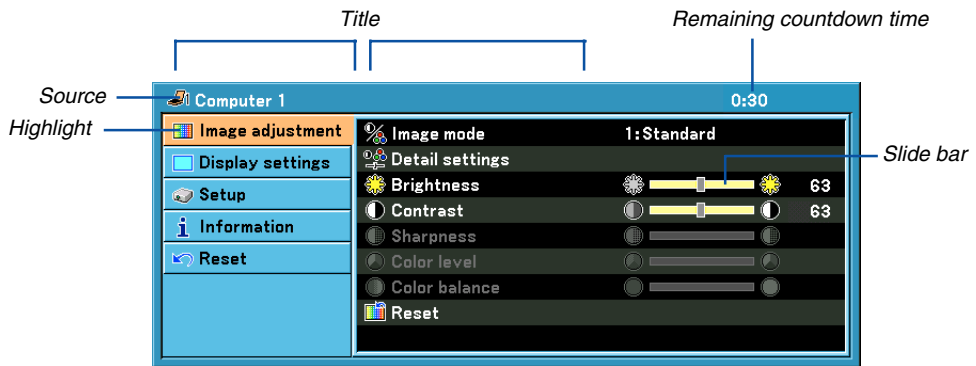 Title
Remaining countdown time
Source
Computer 1
0:30
Highlight
Image adjustment
Display settings
Setup
Information
Reset
Image mode 1:Standard
Detail settings
Brightness 63
Contrast 63
Sharpness
Color level
Color balance
Reset
Slide bar